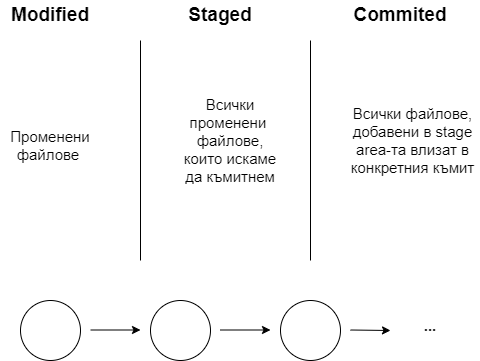 Modified
Staged
Commited
Променени
файлове
Всички
променени
файлове,
които искаме
да къмитнем
Всички файлове,
добавени в stage
area-та влизат в
конкретния къмит
...